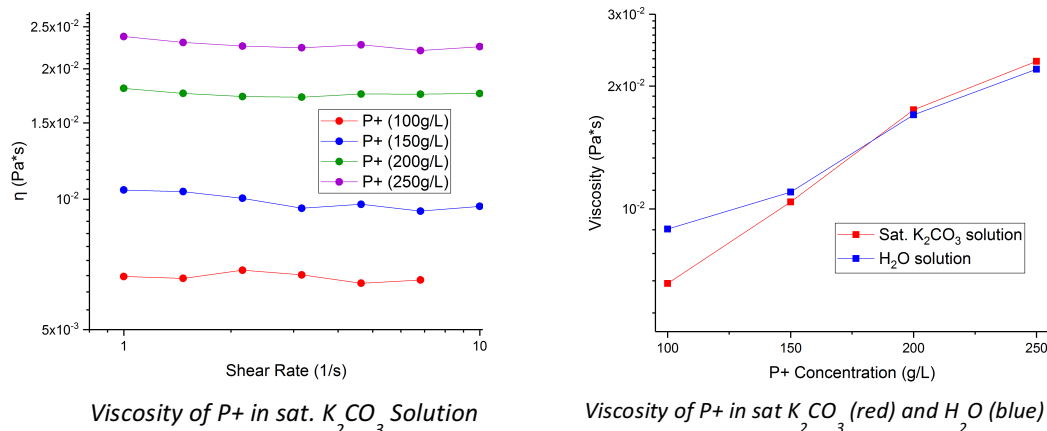 2.5x10⁻²
2x10⁻²
1.5x10⁻²
10⁻²
5x10⁻³
η (Pa*s)
P+ (100g/L)
P+ (150g/L)
P+ (200g/L)
P+ (250g/L)
1
10
Shear Rate (1/s)
Viscosity of P+ in sat. K₂CO₃ Solution
3x10⁻²
2x10⁻²
10⁻²
Viscosity (Pa*s)
Sat. K₂CO₃ solution
H₂O solution
100
150
200
250
P+ Concentration (g/L)
Viscosity of P+ in sat K₂CO₃ (red) and H₂O (blue)